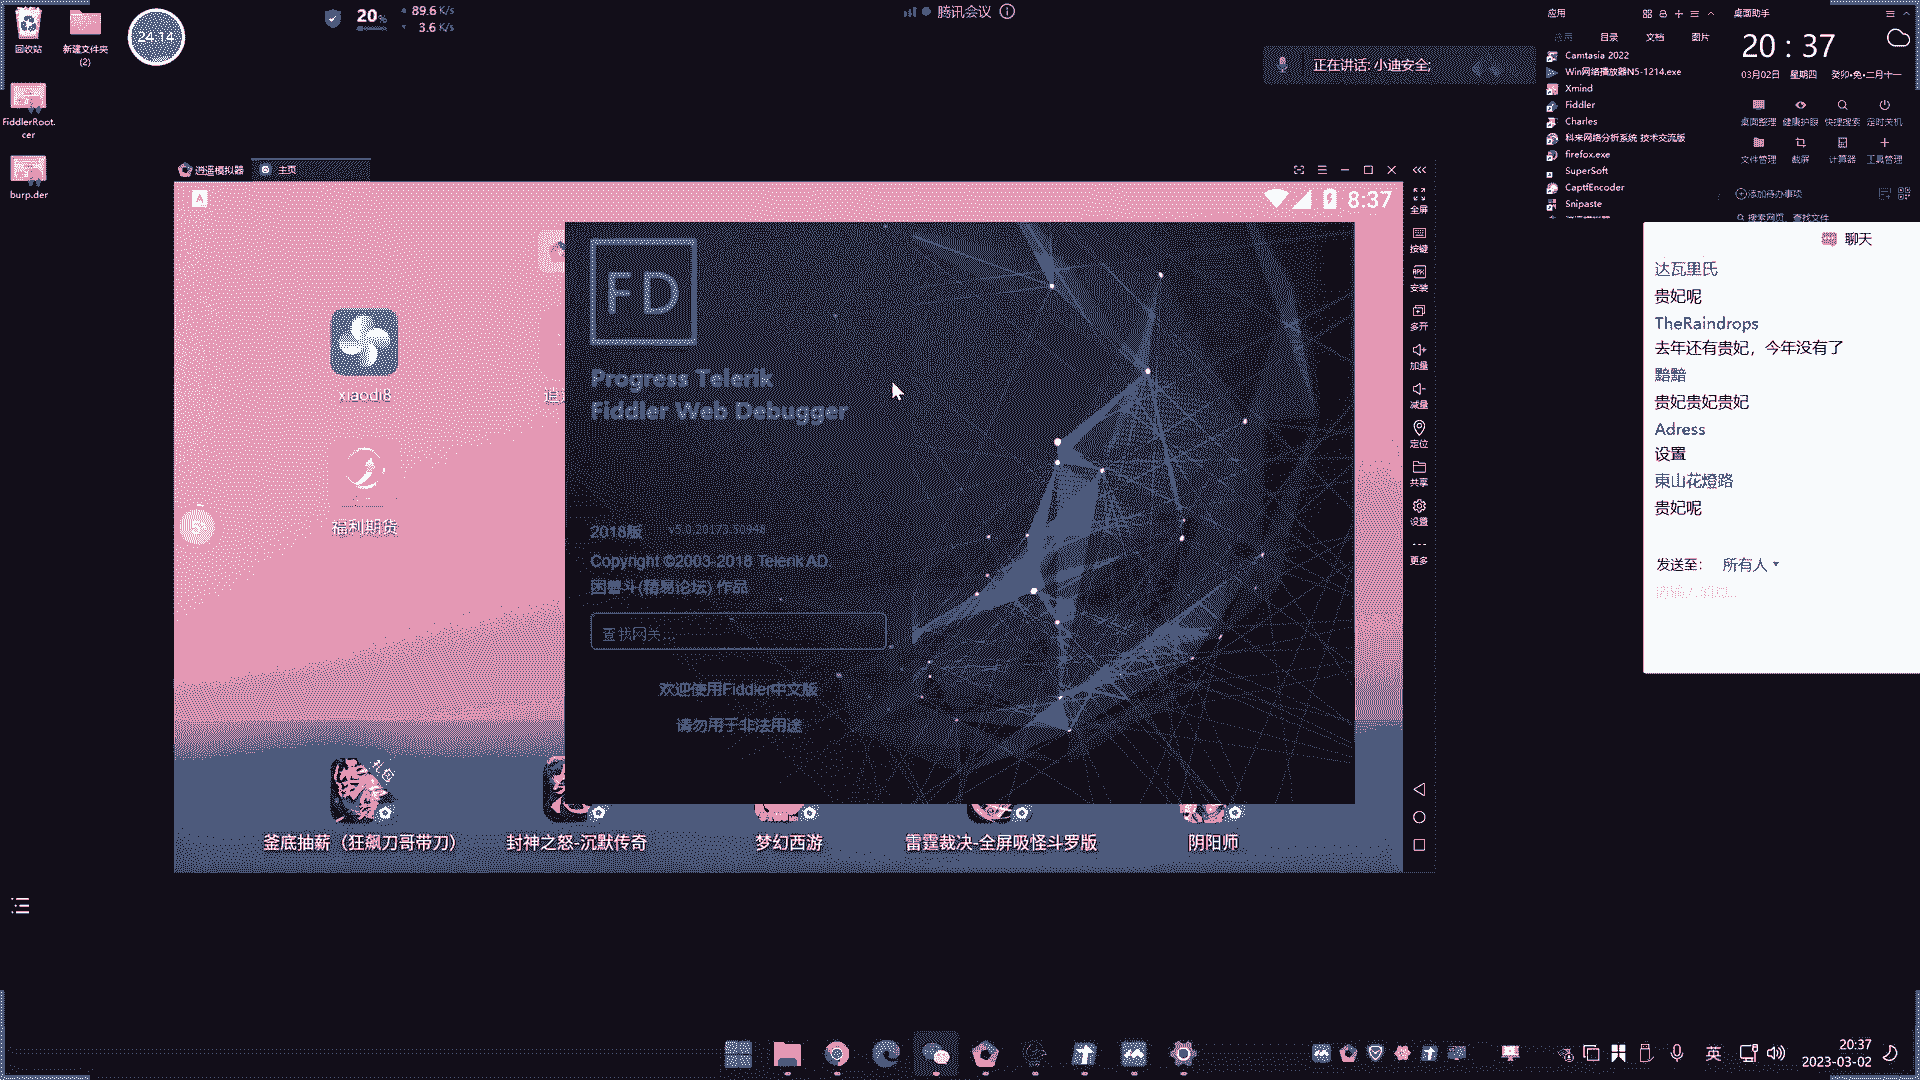 回收站
新建文件夹
(2)
24:14
FiddlerRoot.
cer
burp.der
20%
89.6 K/s
3.6 K/s
腾讯会议
正在讲话: 小迪安全;
应用
目录
文档
图片
Camtasia 2022
Win网络播放器N5-1214.exe
Xmind
Fiddler
Charles
科来网络分析系统 技术交流版
firefox.exe
SuperSoft
CaptfEncoder
Snipaste
桌面助手
20 : 37
03月02日 星期四 癸卯•兔•二月十一
桌面整理 健康护眼 快捷搜索 定时关机
文件管理 截屏 计算器 工具管理
添加待办事项
搜索网页、查找文件
逍遥模拟器
主页
A
8:37
xiaodi8
福利期货
FD
Progress Telerik
Fiddler Web Debugger
2018版 v5.0.20173.50948
Copyright ©2003-2018 Telerik AD.
困薯斗(精易论坛) 作品
查找网关...
欢迎使用Fiddler中文版
请勿用于非法用途
釜底抽薪（狂飙刀哥带刀）
封神之怒-沉默传奇
梦幻西游
雷霆裁决-全屏吸怪斗罗版
阴阳师
全屏
按键
APK
安装
多开
加量
减量
定位
共享
设置
更多
聊天
达瓦里氏
贵妃呢
TheRaindrops
去年还有贵妃，今年没有了
黯黯
贵妃贵妃贵妃
Adress
设置
東山花燈路
贵妃呢
发送至: 所有人
英
20:37
2023-03-02